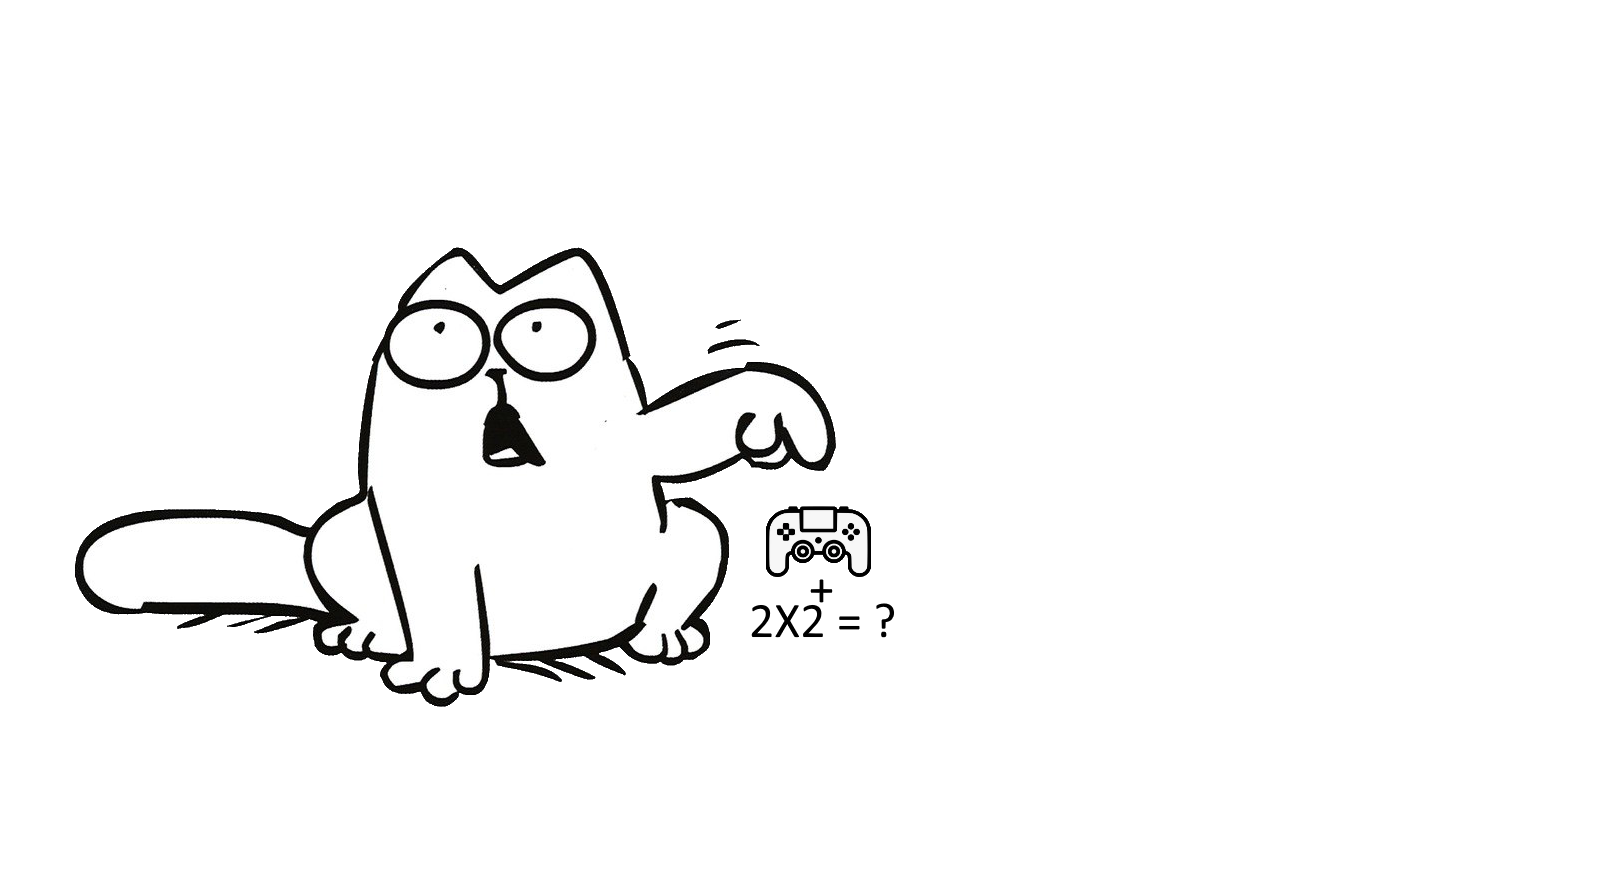 +
2X2 = ?